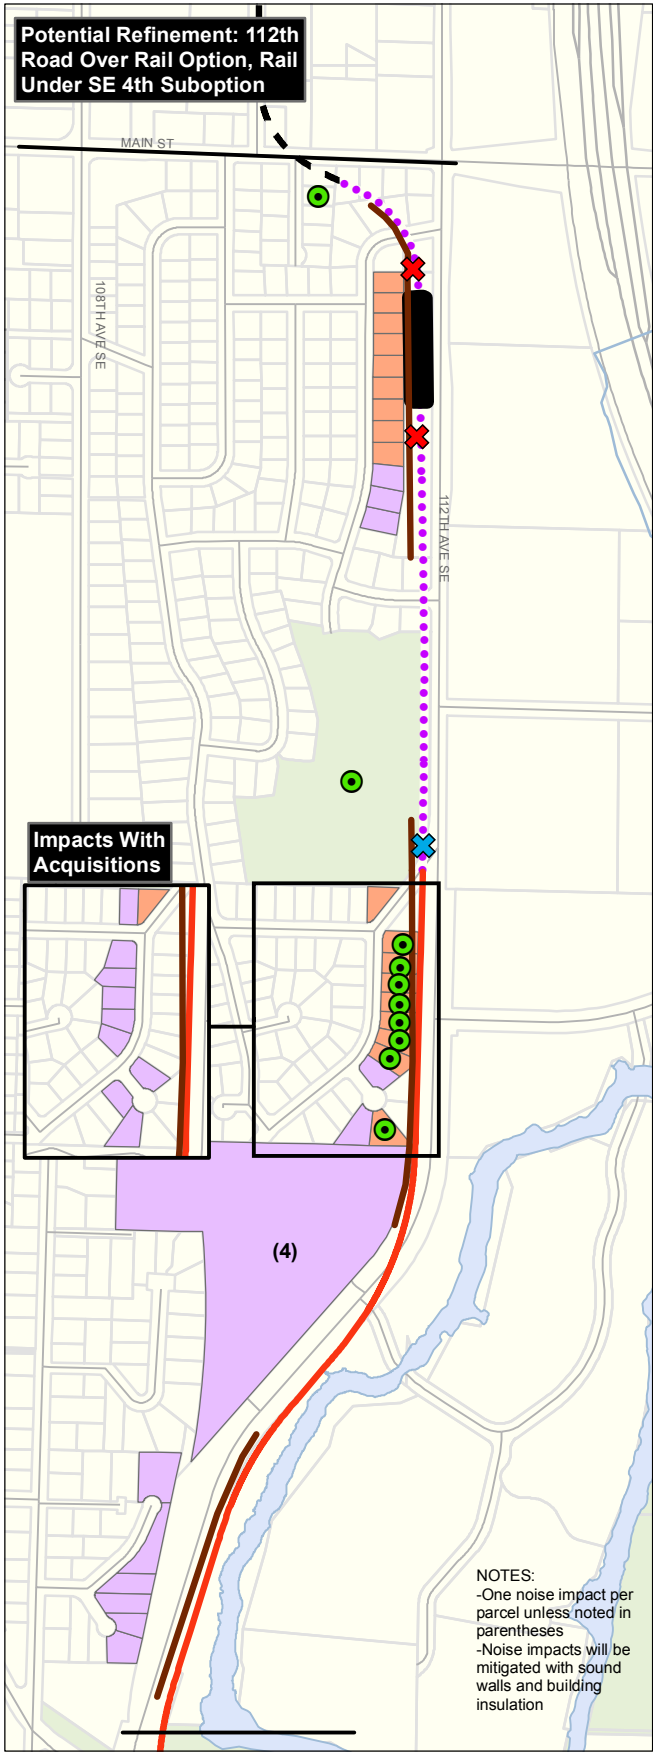 Potential Refinement: 112th
Road Over Rail Option, Rail
Under SE 4th Suboption
MAIN ST
108TH AVE SE
112TH AVE SE
Impacts With
Acquisitions
(4)
NOTES:
-One noise impact per
parcel unless noted in
parentheses
-Noise impacts will be
mitigated with sound
walls and building
insulation